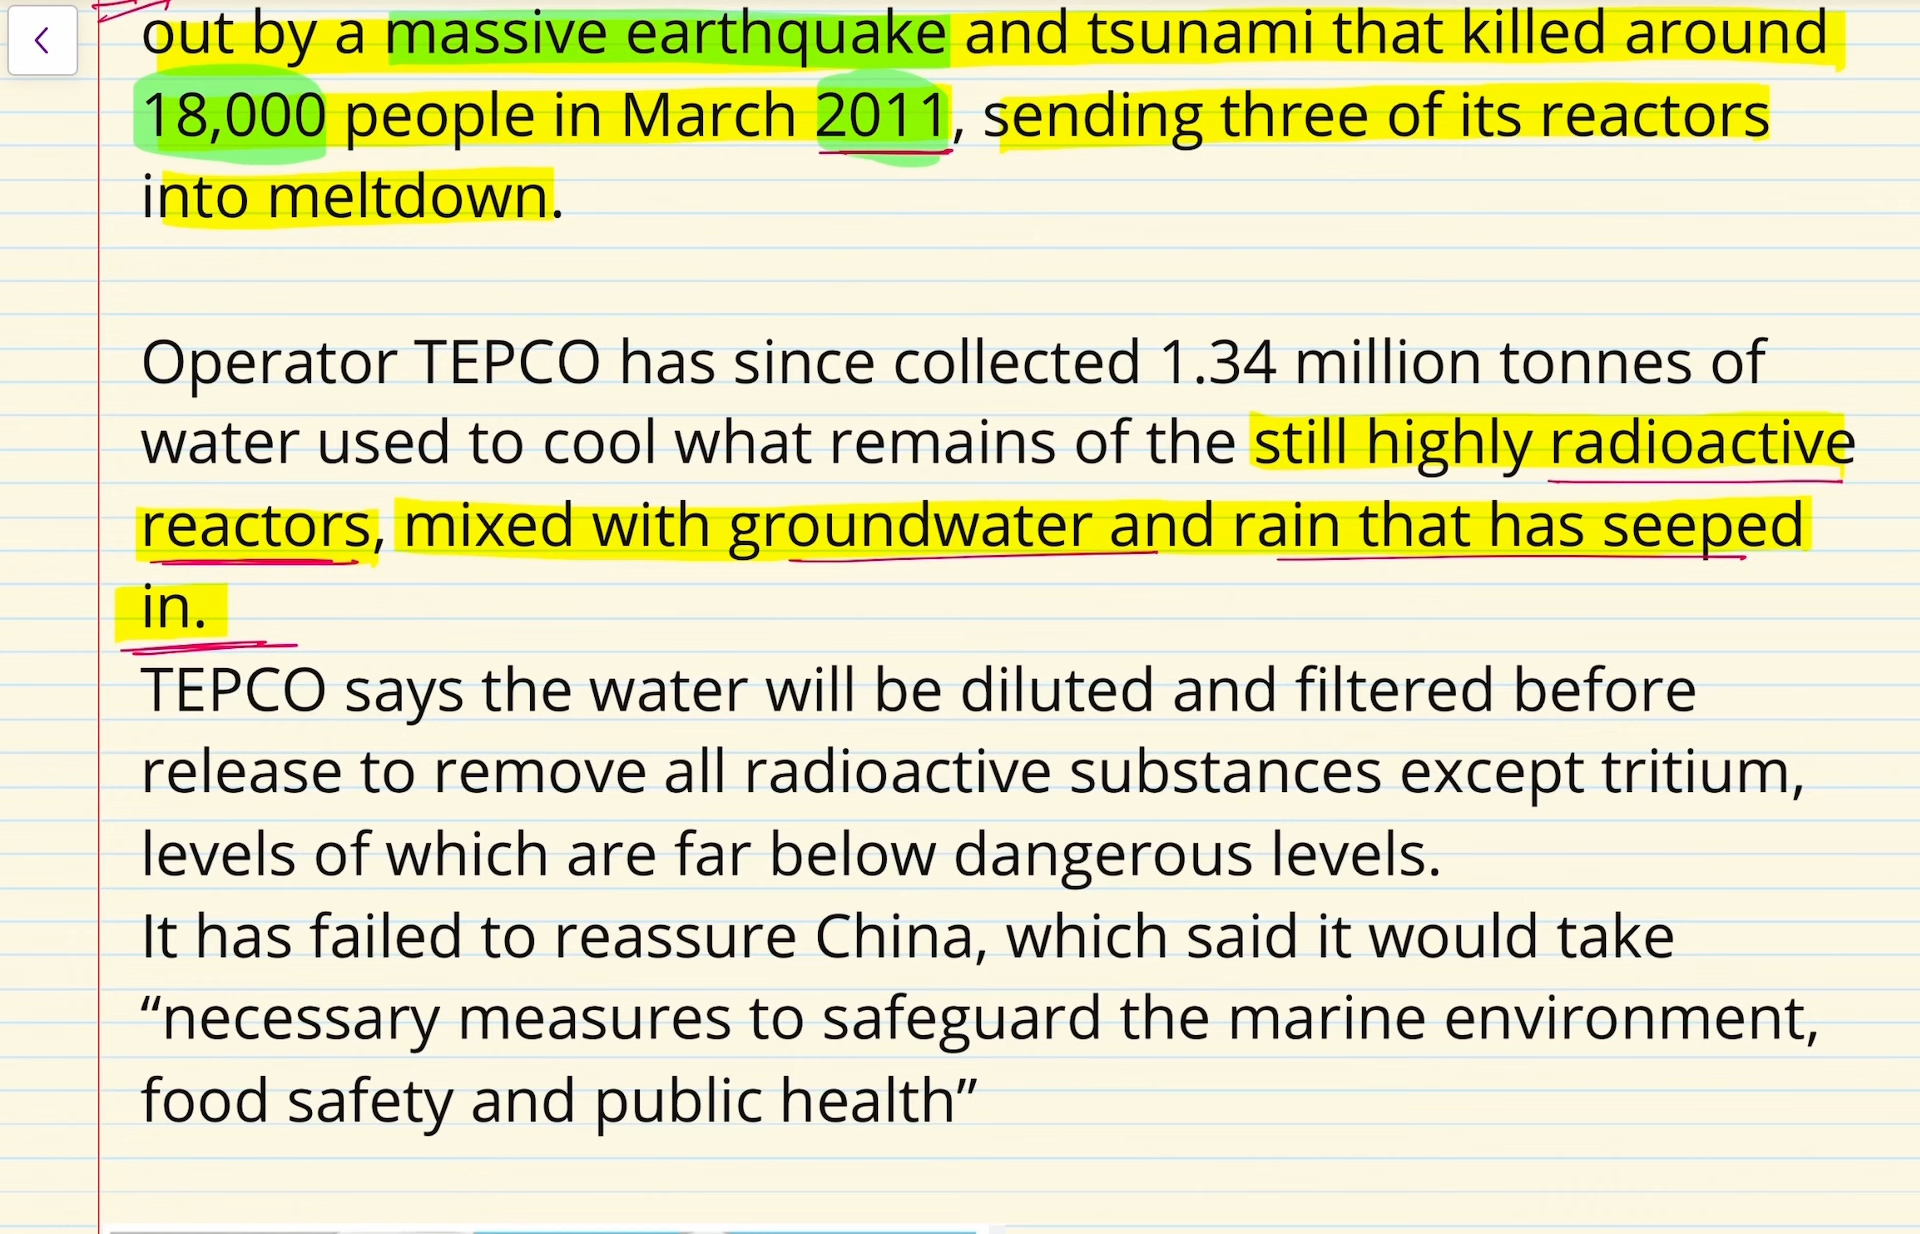 out by a massive earthquake and tsunami that killed around
18,000 people in March 2011, sending three of its reactors
into meltdown.
Operator TEPCO has since collected 1.34 million tonnes of
water used to cool what remains of the still highly radioactive
reactors, mixed with groundwater and rain that has seeped
in.
TEPCO says the water will be diluted and filtered before
release to remove all radioactive substances except tritium,
levels of which are far below dangerous levels.
It has failed to reassure China, which said it would take
“necessary measures to safeguard the marine environment,
food safety and public health”